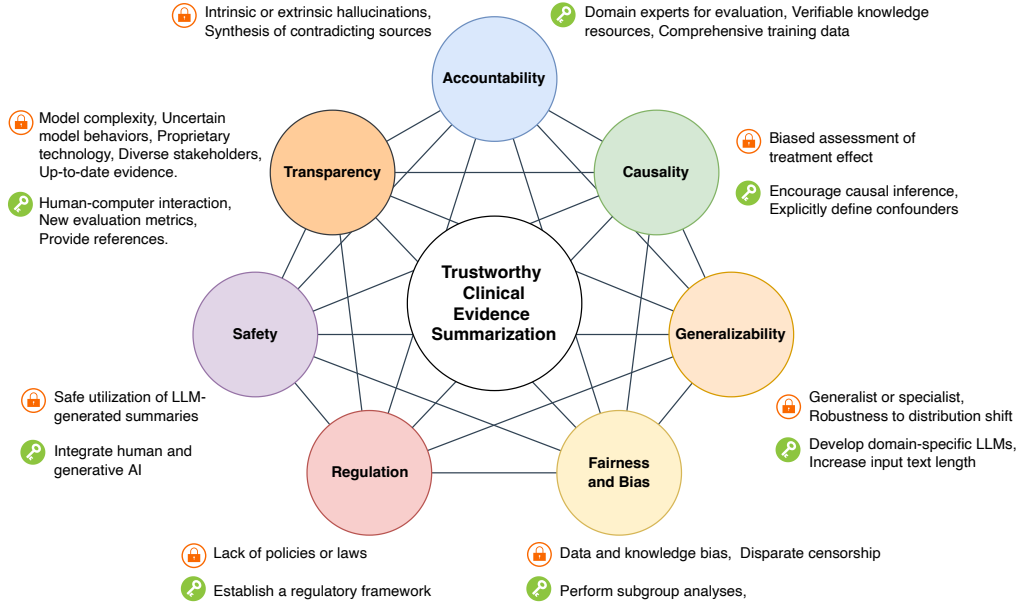 Intrinsic or extrinsic hallucinations,
Synthesis of contradicting sources
Domain experts for evaluation, Verifiable knowledge
resources, Comprehensive training data
Accountability
Model complexity, Uncertain
model behaviors, Proprietary
technology, Diverse stakeholders,
Up-to-date evidence.
Human-computer interaction,
New evaluation metrics,
Provide references.
Transparency
Causality
Biased assessment of
treatment effect
Encourage causal inference,
Explicitly define confounders
Trustworthy
Clinical
Evidence
Summarization
Safety
Generalizability
Safe utilization of LLM-
generated summaries
Integrate human and
generative AI
Generalist or specialist,
Robustness to distribution shift
Develop domain-specific LLMs,
Increase input text length
Regulation
Fairness
and Bias
Lack of policies or laws
Establish a regulatory framework
Data and knowledge bias, Disparate censorship
Perform subgroup analyses,